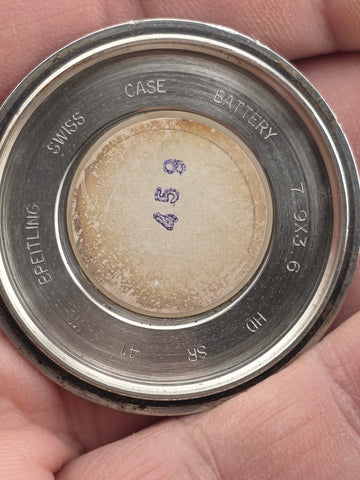 BREITLING SWISS CASE BATTERY 7 9X3 6 HD SR 41
459